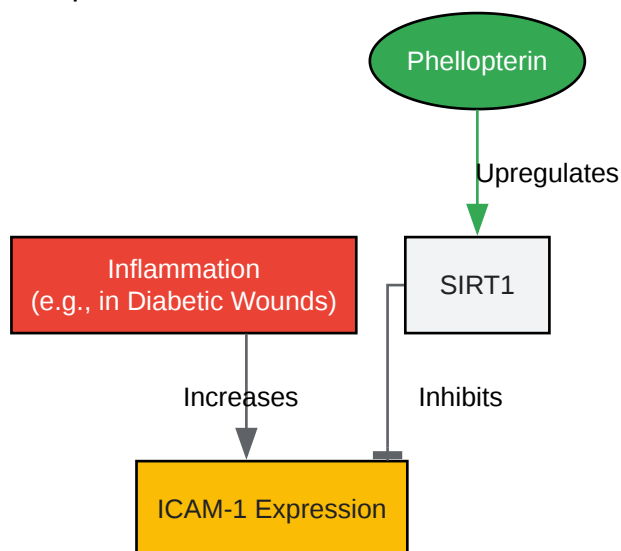 Phellopterin
Upregulates
Inflammation
(e.g., in Diabetic Wounds)
SIRT1
Increases
Inhibits
ICAM-1 Expression